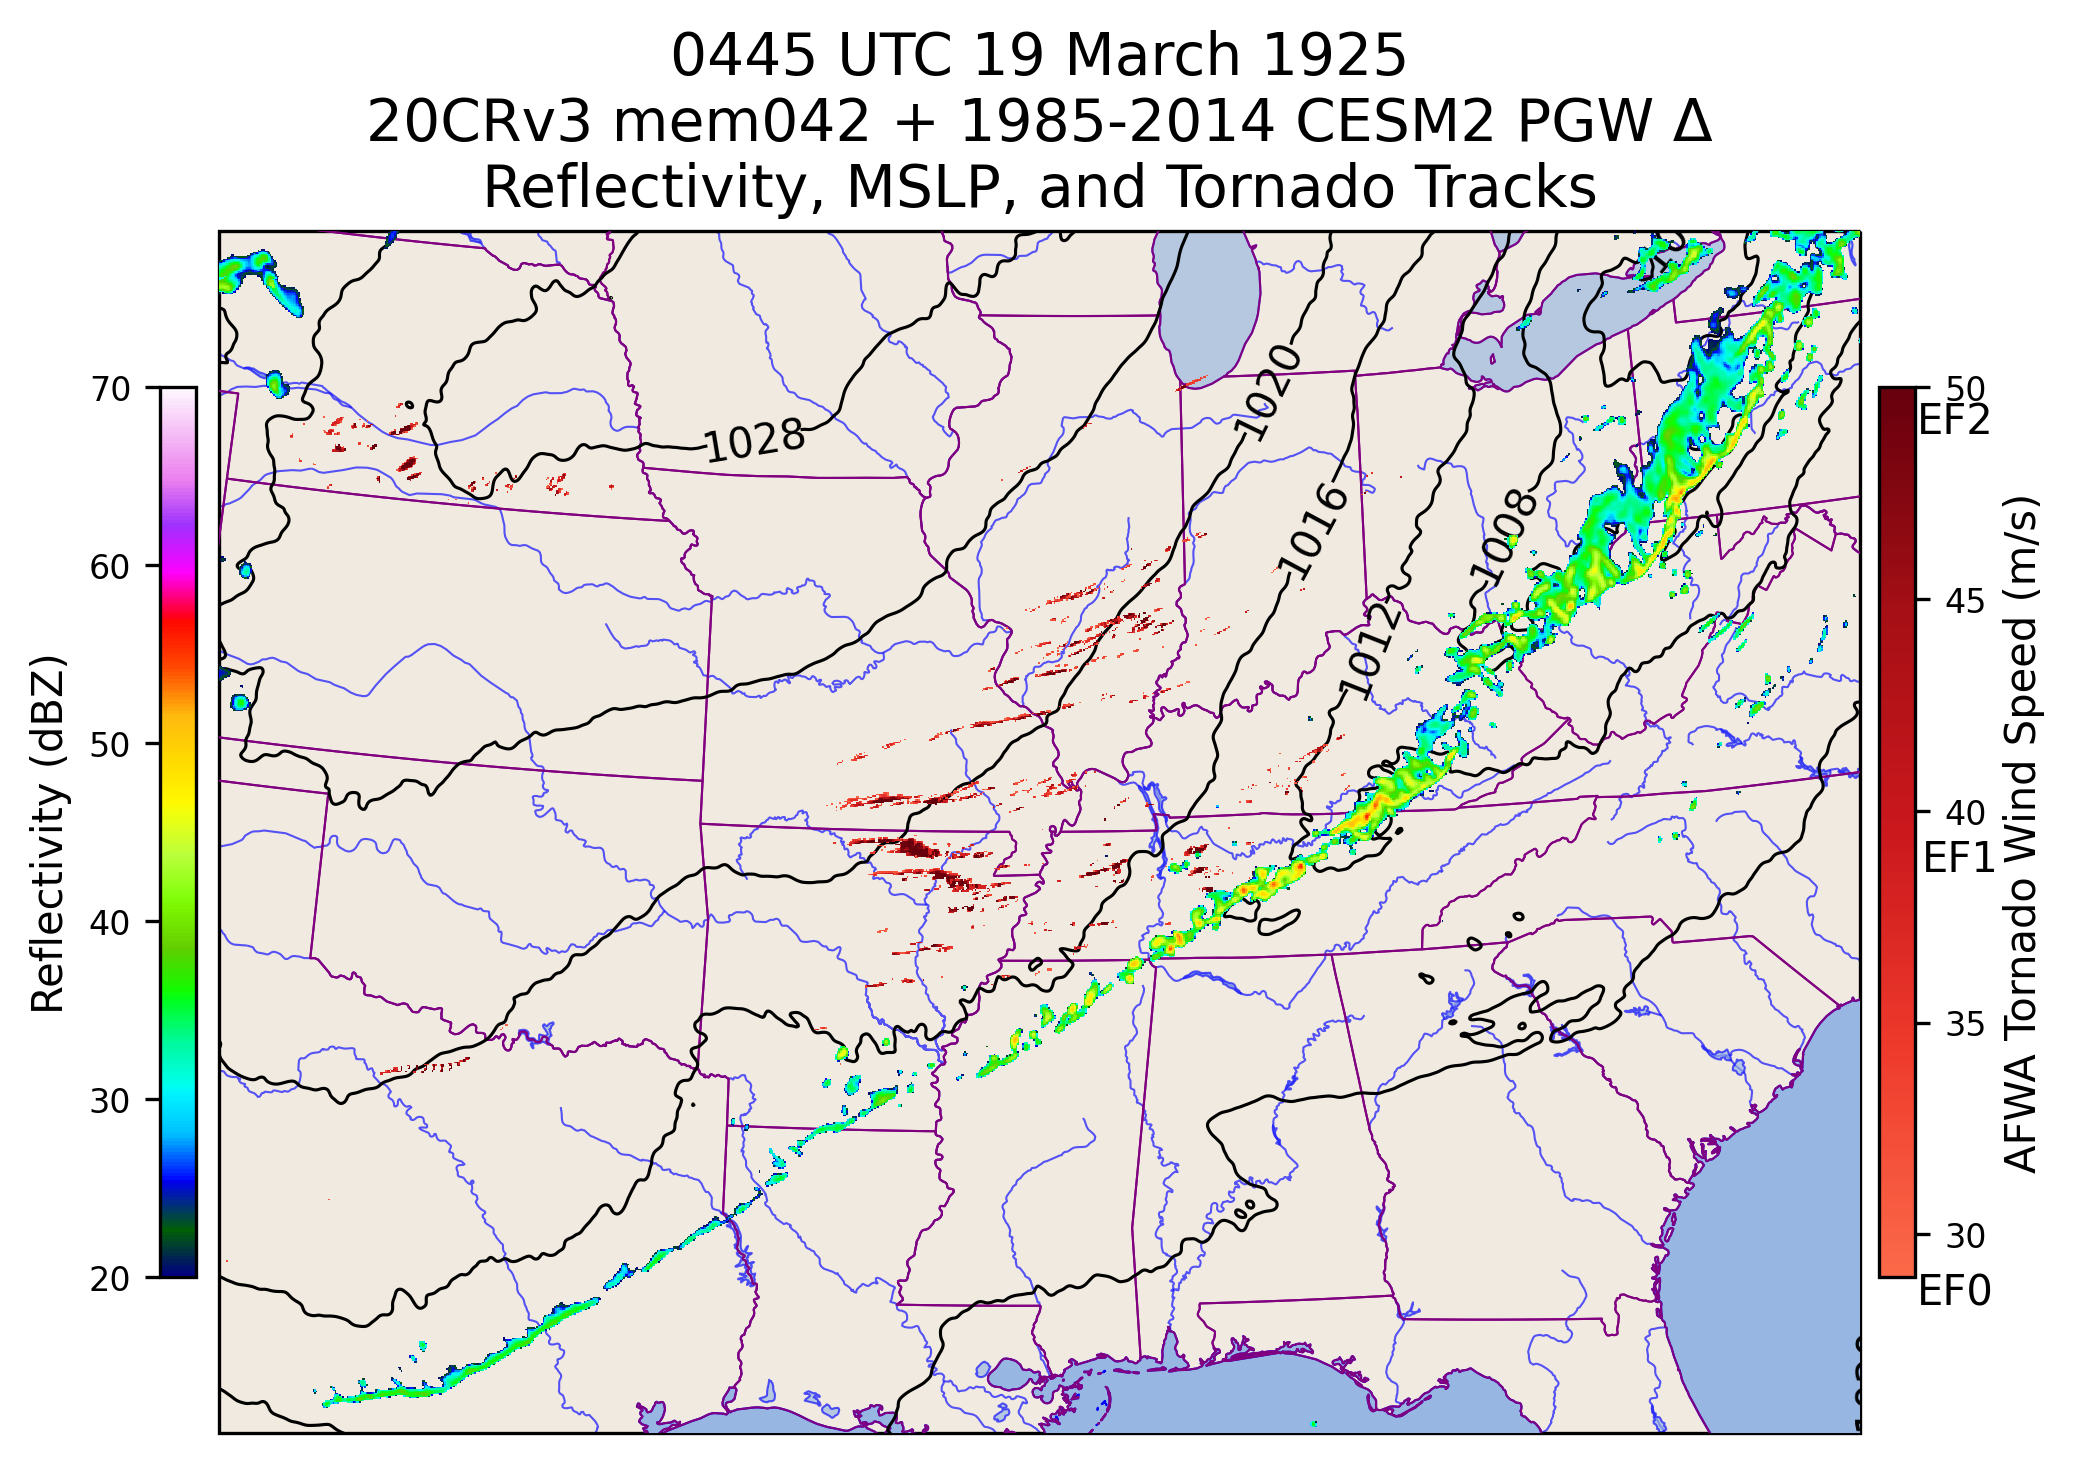 0445 UTC 19 March 1925
20CRv3 mem042 + 1985-2014 CESM2 PGW Δ
Reflectivity, MSLP, and Tornado Tracks
70
60
50
40
30
20
Reflectivity (dBZ)
1028
1020
1016
1008
1012
50
EF2
45
40
EF1
35
30
EF0
AFWA Tornado Wind Speed (m/s)